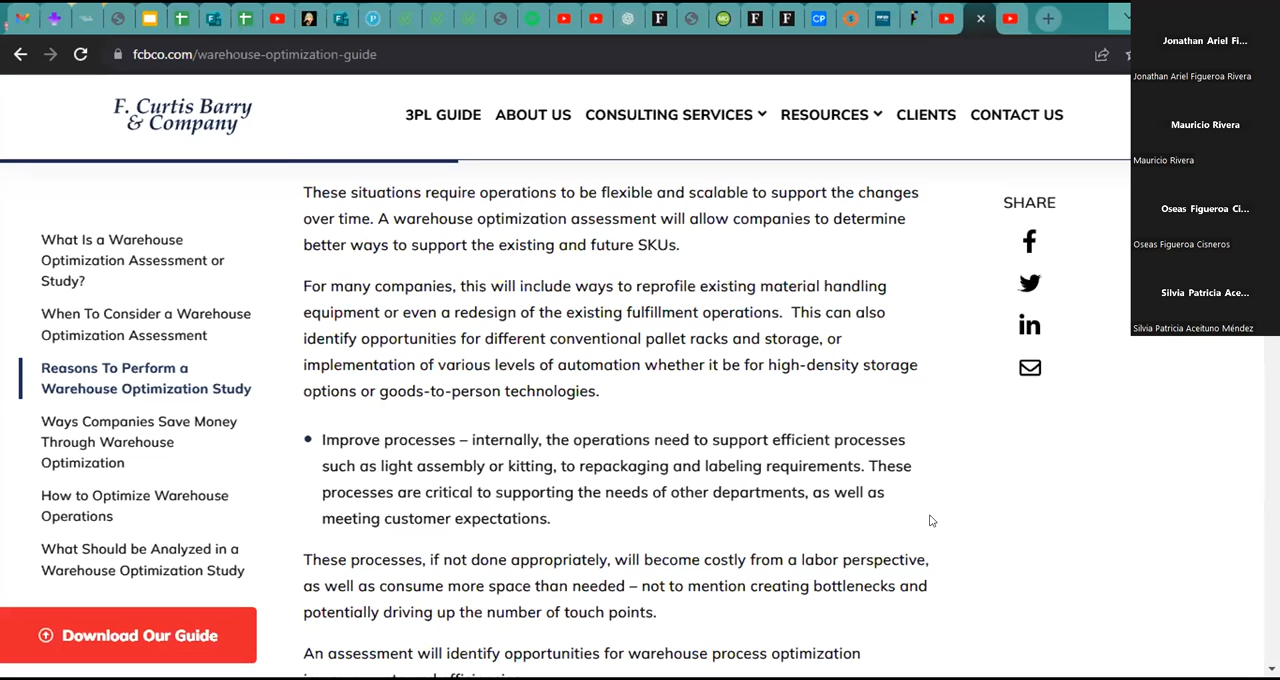 fcbco.com/warehouse-optimization-guide
F. Curtis Barry
& Company
3PL GUIDE ABOUT US CONSULTING SERVICES RESOURCES CLIENTS CONTACT US
What Is a Warehouse
Optimization Assessment or
Study?
When To Consider a Warehouse
Optimization Assessment
Reasons To Perform a
Warehouse Optimization Study
Ways Companies Save Money
Through Warehouse
Optimization
How to Optimize Warehouse
Operations
What Should be Analyzed in a
Warehouse Optimization Study
Download Our Guide
These situations require operations to be flexible and scalable to support the changes
over time. A warehouse optimization assessment will allow companies to determine
better ways to support the existing and future SKUs.
For many companies, this will include ways to reprofile existing material handling
equipment or even a redesign of the existing fulfillment operations. This can also
identify opportunities for different conventional pallet racks and storage, or
implementation of various levels of automation whether it be for high-density storage
options or goods-to-person technologies.
• Improve processes – internally, the operations need to support efficient processes
such as light assembly or kitting, to repackaging and labeling requirements. These
processes are critical to supporting the needs of other departments, as well as
meeting customer expectations.
These processes, if not done appropriately, will become costly from a labor perspective,
as well as consume more space than needed – not to mention creating bottlenecks and
potentially driving up the number of touch points.
An assessment will identify opportunities for warehouse process optimization
SHARE
Jonathan Ariel Fi...
Jonathan Ariel Figueroa Rivera
Mauricio Rivera
Mauricio Rivera
Oseas Figueroa Ci...
Oseas Figueroa Cisneros
Silvia Patricia Ace...
Silvia Patricia Aceituno Méndez